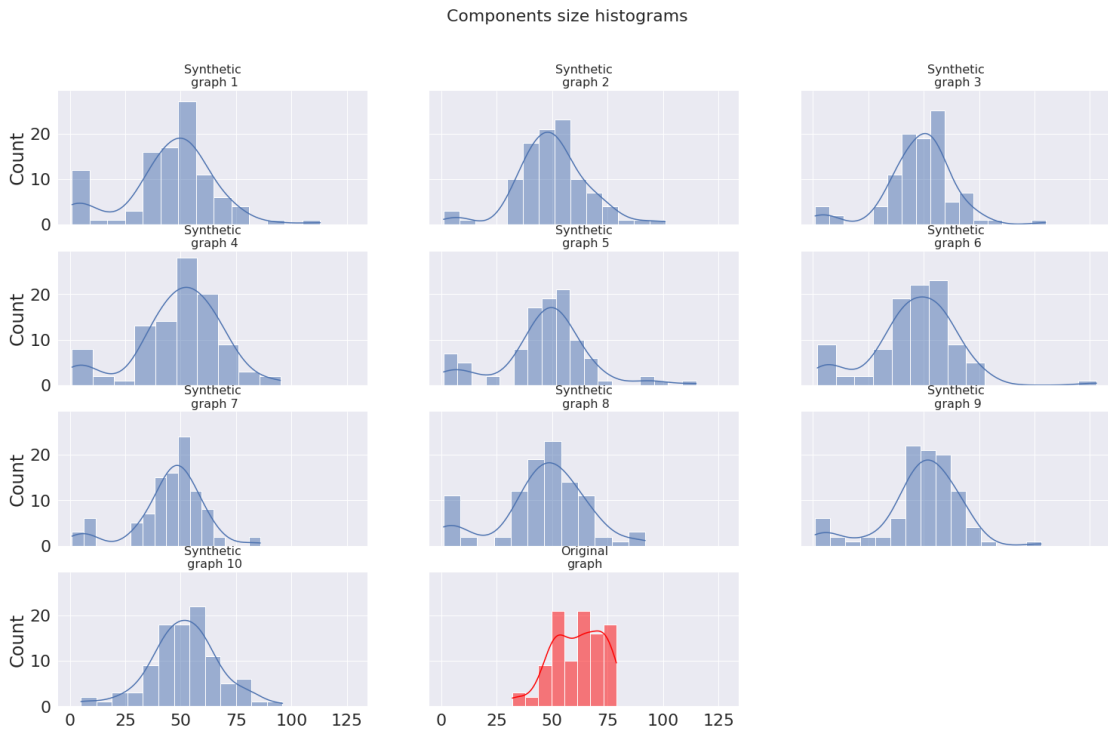 Components size histograms
Synthetic
graph 1
Synthetic
graph 2
Synthetic
graph 3
Count
20
10
0
Synthetic
graph 4
Synthetic
graph 5
Synthetic
graph 6
Count
20
10
0
Synthetic
graph 7
Synthetic
graph 8
Synthetic
graph 9
Count
20
10
0
Synthetic
graph 10
Original
graph
Count
20
10
0
0 25 50 75 100 125
0 25 50 75 100 125